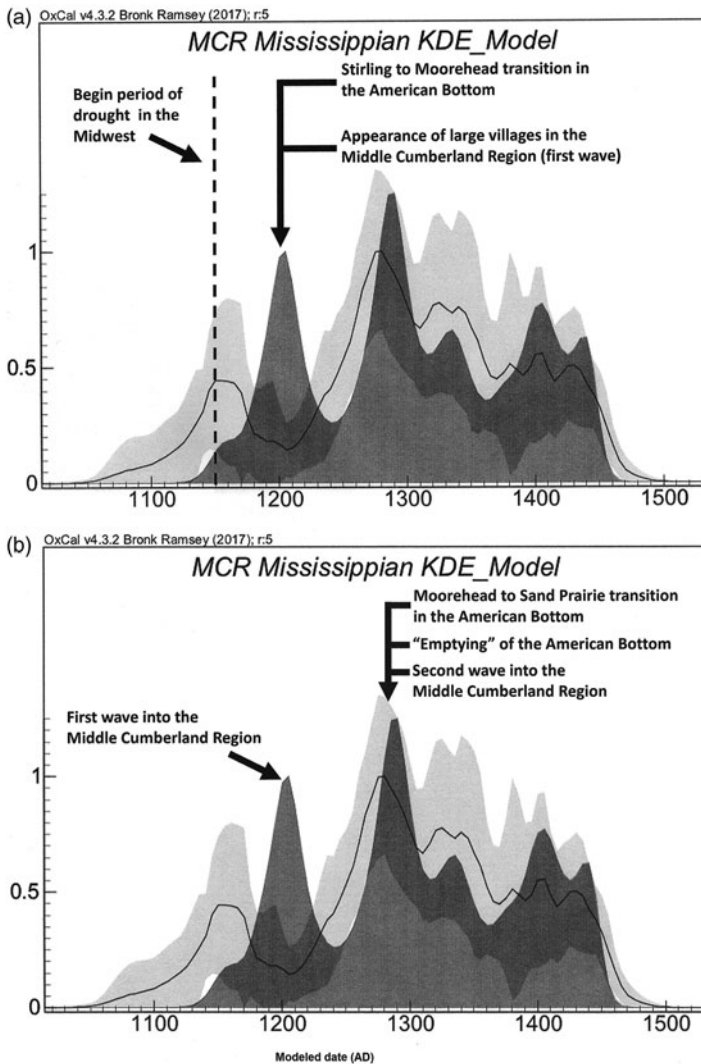 (a)
OxCal v4.3.2 Bronk Ramsey (2017); r:5
MCR Mississippian KDE_Model
Begin period of
drought in the
Midwest
Stirling to Moorehead transition in
the American Bottom
Appearance of large villages in the
Middle Cumberland Region (first wave)
1
0.5
0
1100
1200
1300
1400
1500
(b)
OxCal v4.3.2 Bronk Ramsey (2017); r:5
MCR Mississippian KDE_Model
Moorehead to Sand Prairie transition
in the American Bottom
“Emptying” of the American Bottom
Second wave into the
Middle Cumberland Region
First wave into the
Middle Cumberland Region
1
0.5
0
1100
1200
1300
1400
1500
Modeled date (AD)